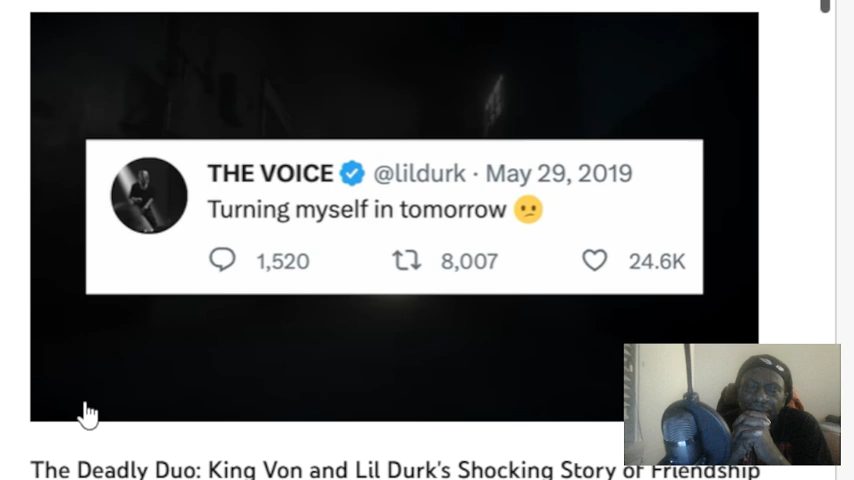 THE VOICE @lildurk · May 29, 2019
Turning myself in tomorrow 😕
1,520 8,007 24.6K
The Deadly Duo: King Von and Lil Durk's Shocking Story of Friendship